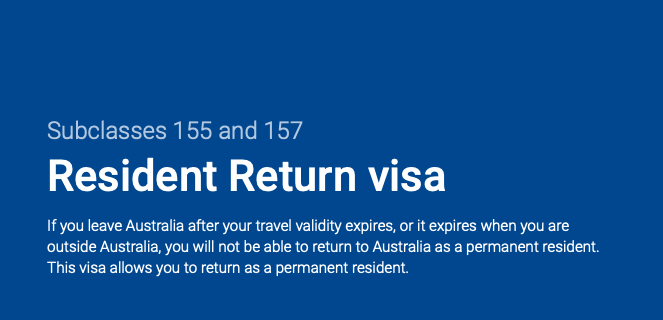 Subclasses 155 and 157
Resident Return visa
If you leave Australia after your travel validity expires, or it expires when you are
outside Australia, you will not be able to return to Australia as a permanent resident.
This visa allows you to return as a permanent resident.